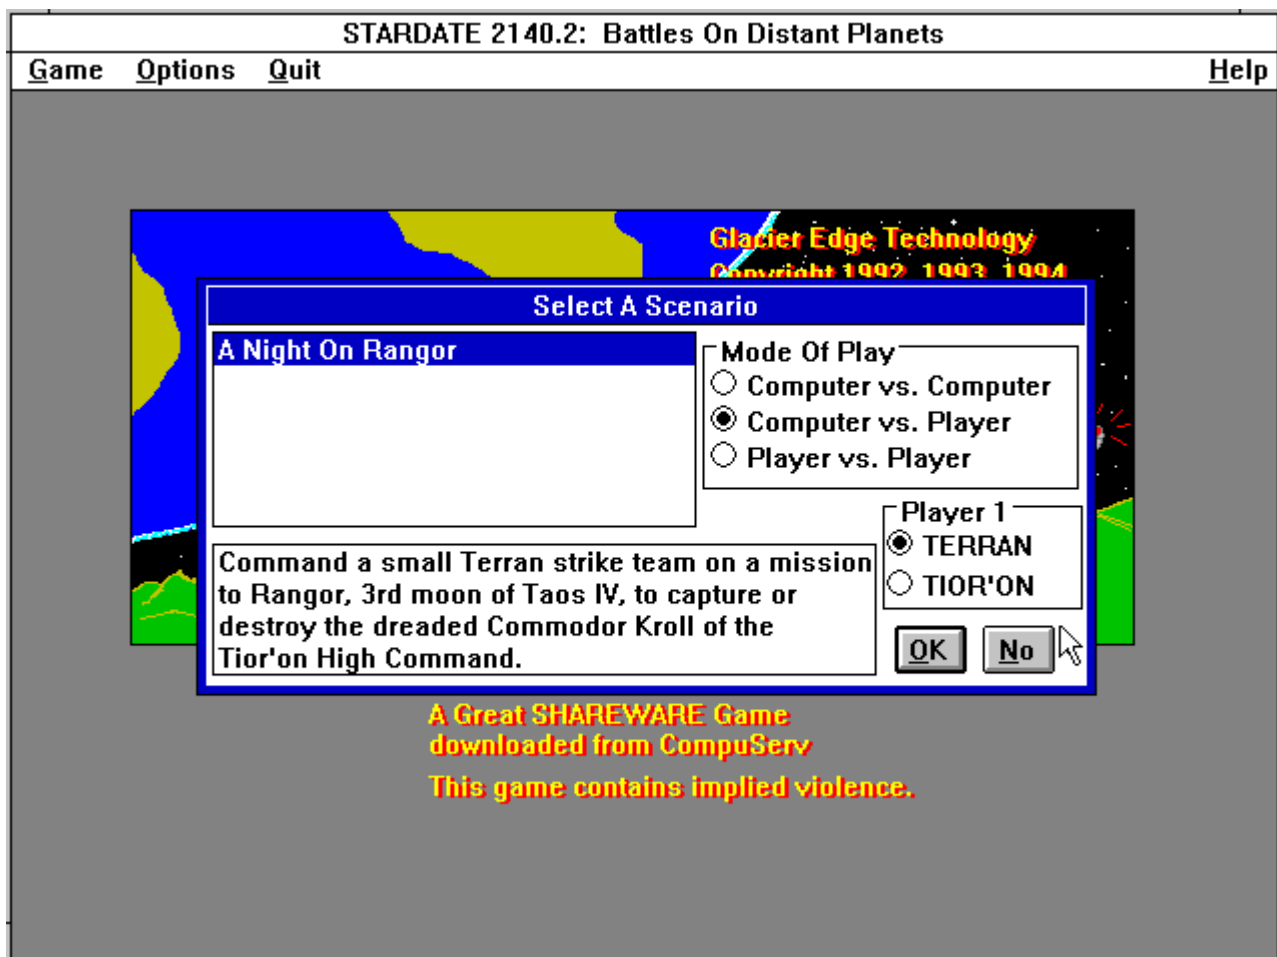 STARDATE 2140.2: Battles On Distant Planets
Game Options Quit Help
Glacier Edge Technology
Copyright 1992, 1993, 1994
Select A Scenario
A Night On Rangor
Mode Of Play
Computer vs. Computer
Computer vs. Player
Player vs. Player
Player 1
TERRAN
TIOR'ON
Command a small Terran strike team on a mission
to Rangor, 3rd moon of Taos IV, to capture or
destroy the dreaded Commodor Kroll of the
Tior'on High Command.
OK No
A Great SHAREWARE Game
downloaded from CompuServ
This game contains implied violence.